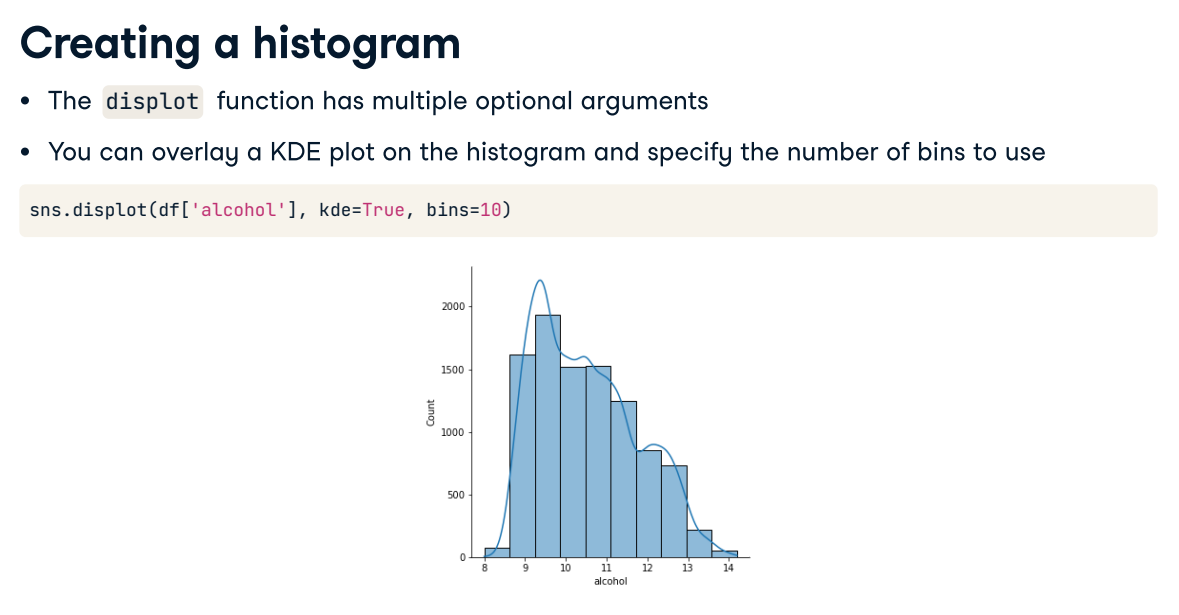 Creating a histogram
• The displot function has multiple optional arguments
• You can overlay a KDE plot on the histogram and specify the number of bins to use
sns.displot(df['alcohol'], kde=True, bins=10)
2000
1500
1000
500
0
Count
8 9 10 11 12 13 14
alcohol